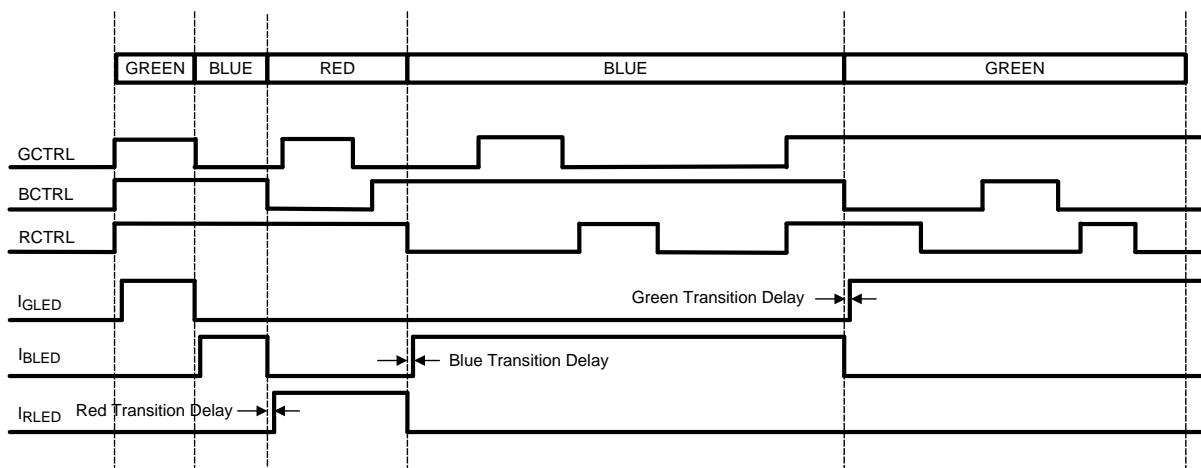 GREEN BLUE RED BLUE GREEN
GCTRL
BCTRL
RCTRL
IGLED
Green Transition Delay
IBLED
Blue Transition Delay
IRLED
Red Transition Delay